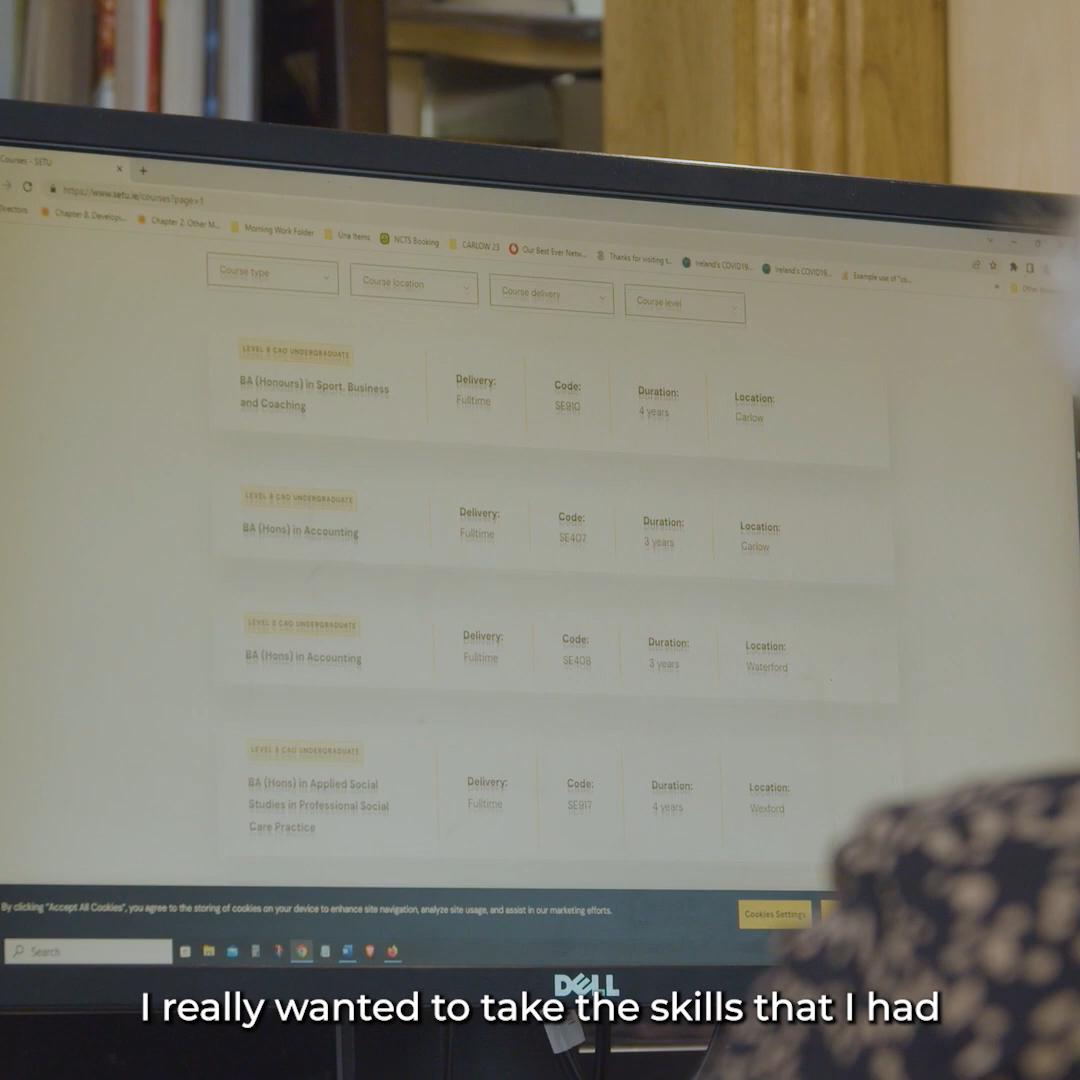 Courses - SETU
https://www.setu.ie/courses?page=1
Chapter 8. Develop... Chapter 2. Other M... Morning Work Folder Una Items NCTS Booking CARLOW 23 Our Best Ever Netw... Thanks for visiting t... Ireland's COVID19... Ireland's COVID19... Example use of "co... Other
Course type Course location Course delivery Course level
LEVEL 8 CAO UNDERGRADUATE
BA (Honours) in Sport, Business
and Coaching
Delivery:
Fulltime
Code:
SE910
Duration:
4 years
Location:
Carlow
LEVEL 8 CAO UNDERGRADUATE
BA (Hons) in Accounting
Delivery:
Fulltime
Code:
SE407
Duration:
3 years
Location:
Carlow
LEVEL 8 CAO UNDERGRADUATE
BA (Hons) in Accounting
Delivery:
Fulltime
Code:
SE408
Duration:
3 years
Location:
Waterford
LEVEL 8 CAO UNDERGRADUATE
BA (Hons) in Applied Social
Studies in Professional Social
Care Practice
Delivery:
Fulltime
Code:
SE917
Duration:
4 years
Location:
Wexford
By clicking "Accept All Cookies", you agree to the storing of cookies on your device to enhance site navigation, analyze site usage, and assist in our marketing efforts.
Cookies Settings
Search
DELL
I really wanted to take the skills that I had